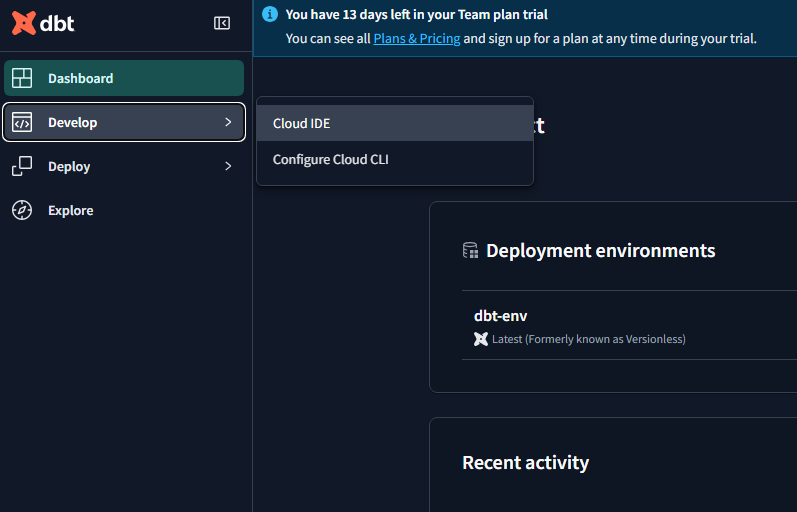 dbt
You have 13 days left in your Team plan trial
You can see all Plans & Pricing and sign up for a plan at any time during your trial.
Dashboard
Develop
Cloud IDE
Configure Cloud CLI
Deploy
Explore
Deployment environments
dbt-env
Latest (Formerly known as Versionless)
Recent activity